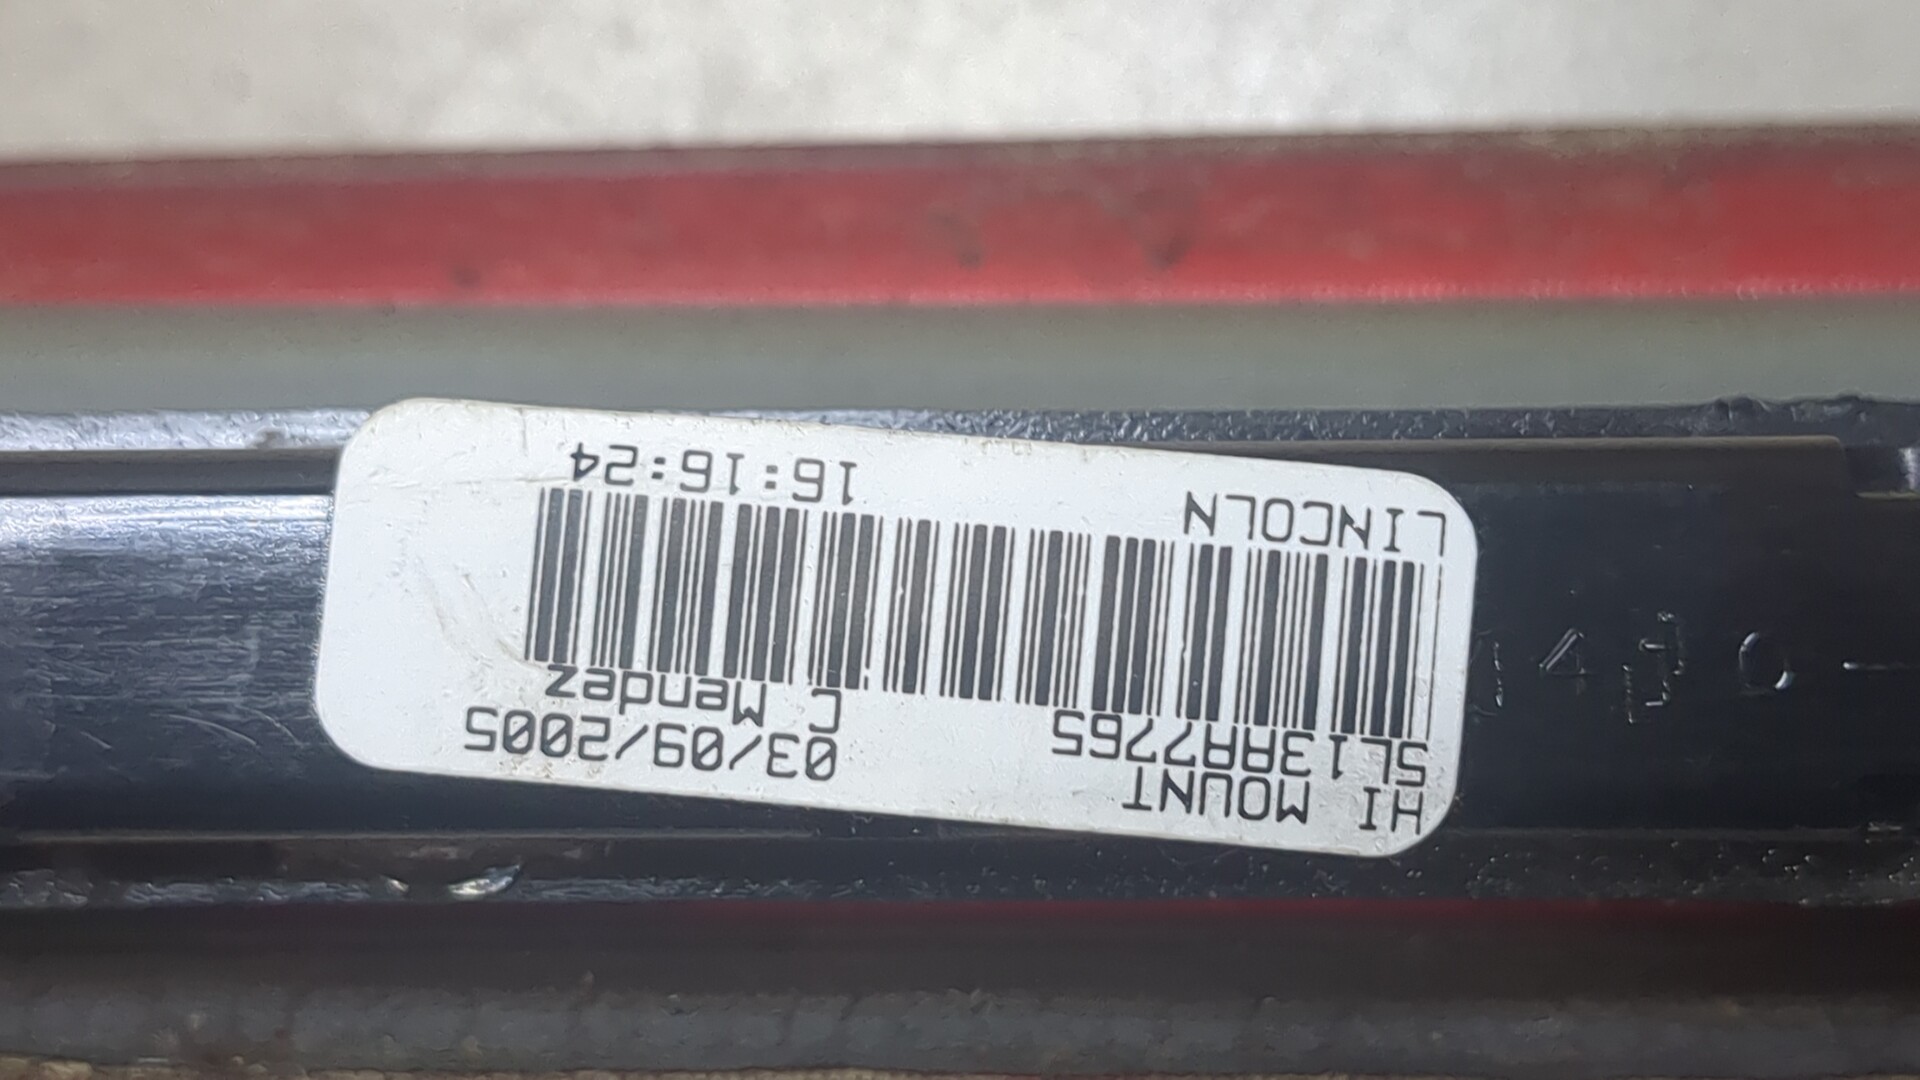 HI MOUNT
5L13AA7765
03/09/2005
C Mendez
LINCOLN
16:16:24